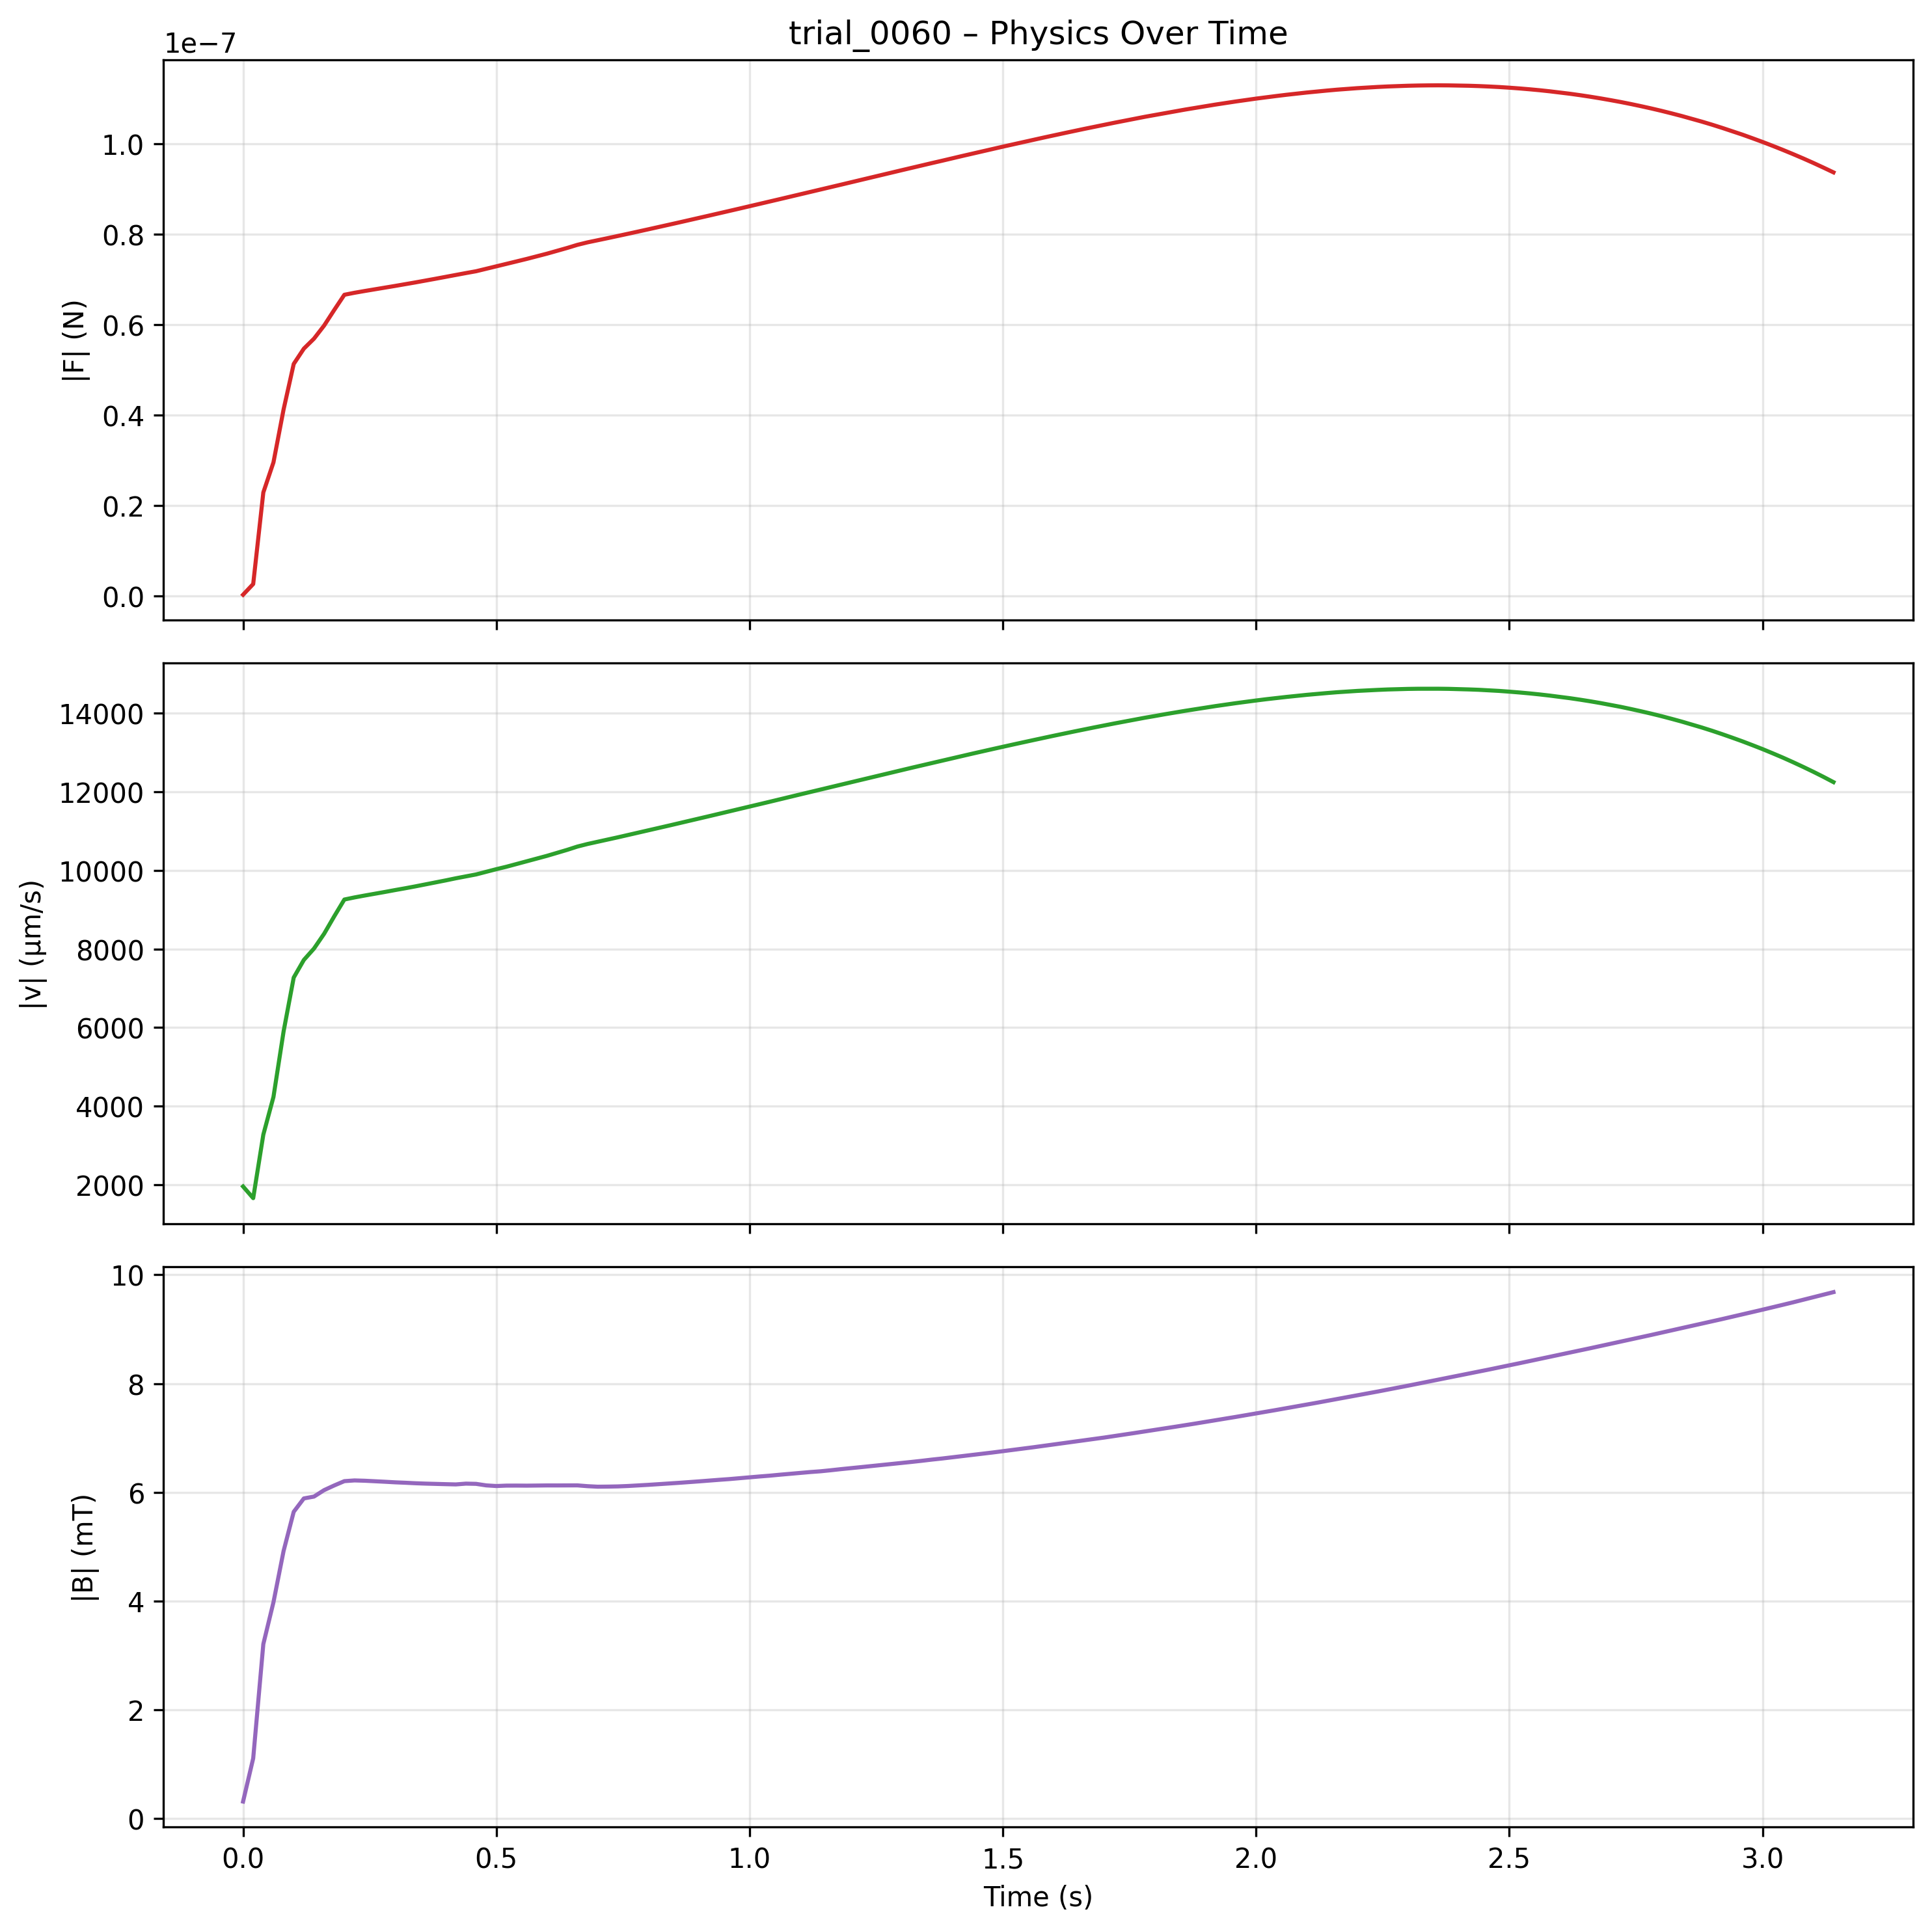 trial_0060 – Physics Over Time
1e−7
1.0
0.8
0.6
0.4
0.2
0.0
|F| (N)
14000
12000
10000
8000
6000
4000
2000
|v| (µm/s)
10
8
6
4
2
0
|B| (mT)
0.0 0.5 1.0 1.5 2.0 2.5 3.0
Time (s)